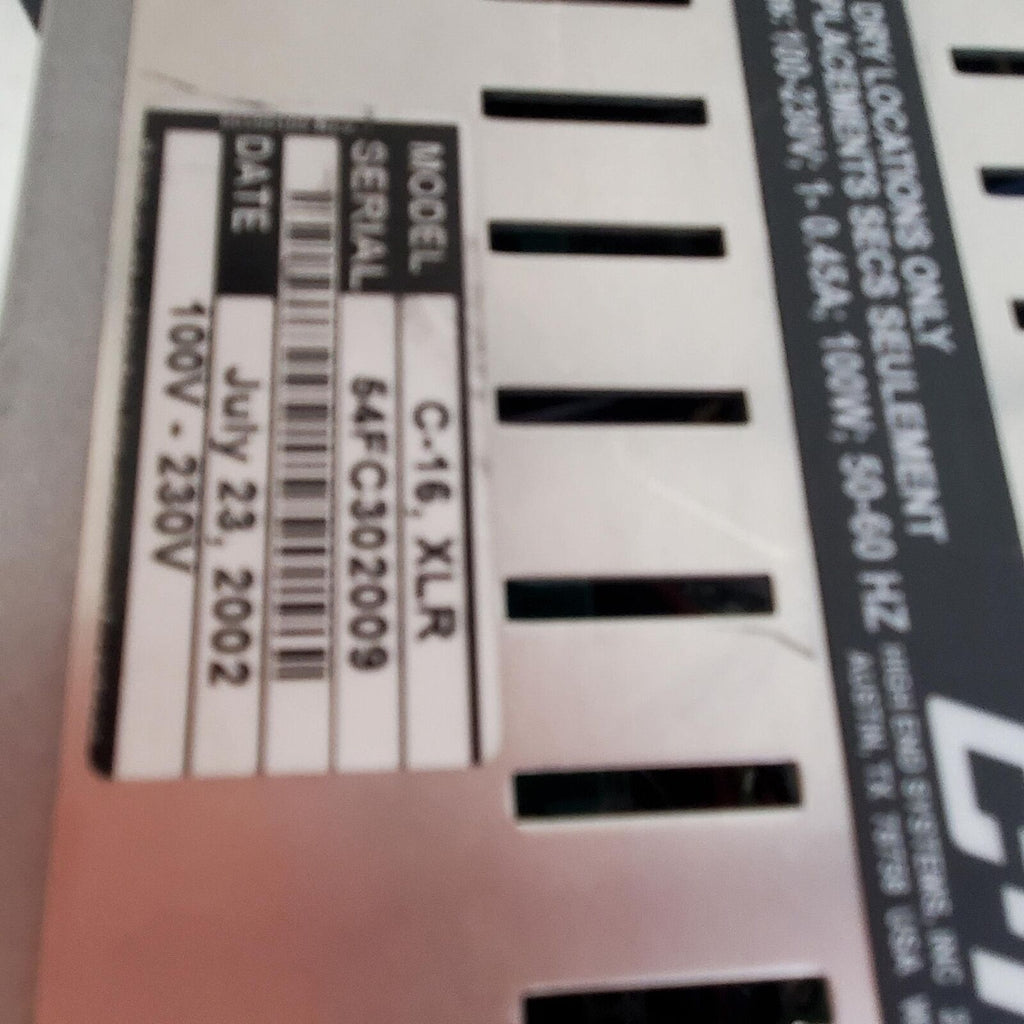 MODEL C-16, XLR
SERIAL 64FC302009
DATE July 23, 2002
100V - 230V
DRY LOCATIONS ONLY
PLACEMENTS SECS SEULEMENT
100-230V; 1- 0.45A; 100W; 50-60 HZ
HIGH END SYSTEMS, INC
AUSTIN, TX 78758 USA